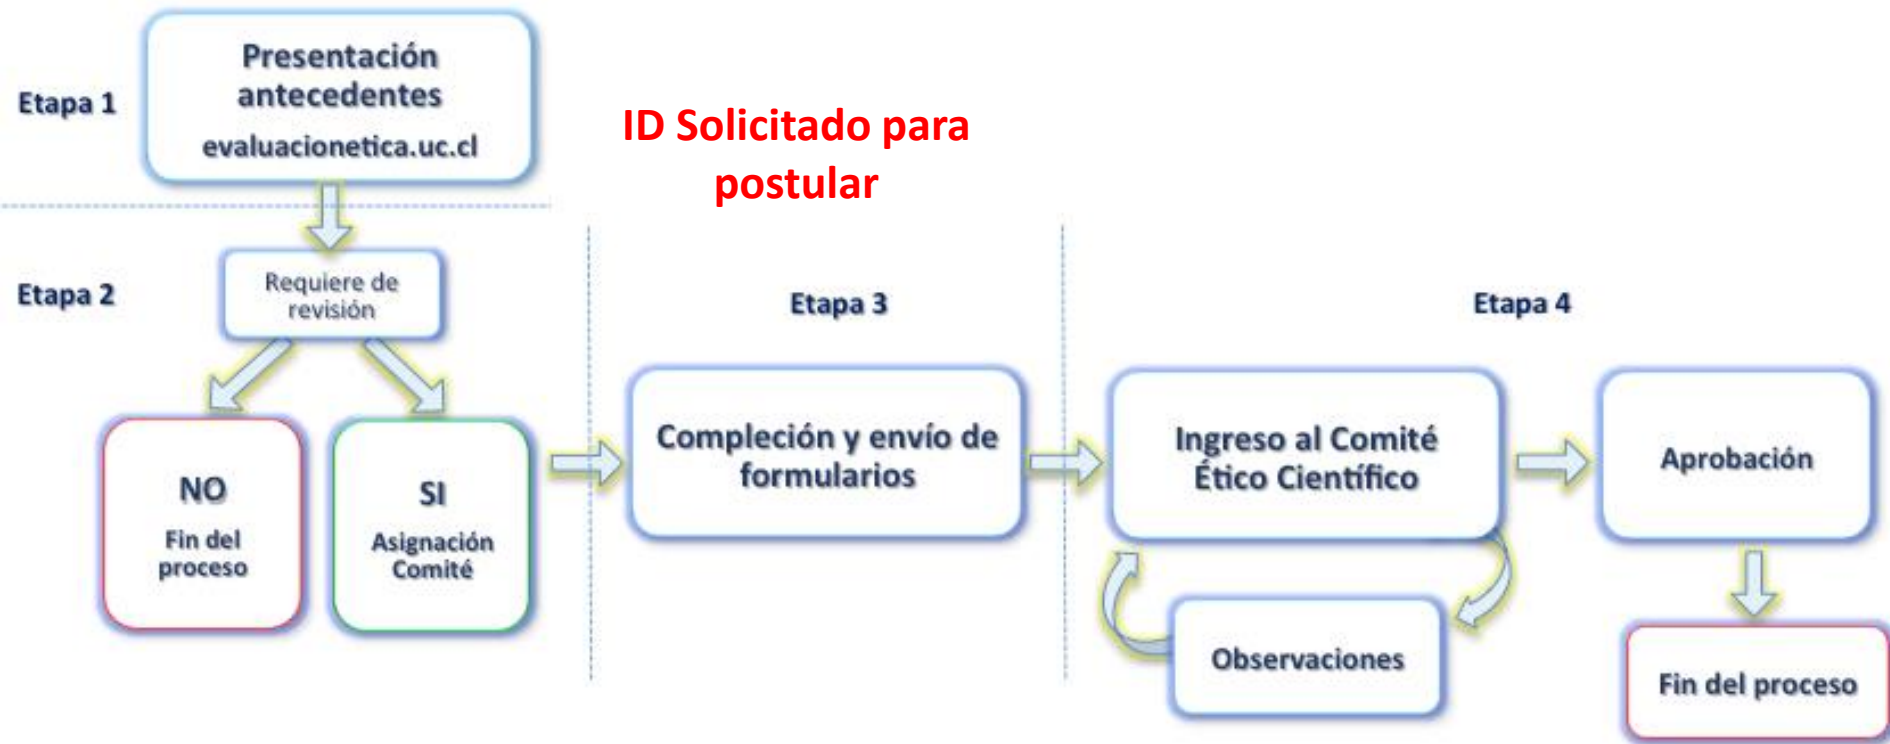 Etapa 1
Presentación
antecedentes
evaluacionetica.uc.cl
ID Solicitado para
postular
Etapa 2
Requiere de
revisión
NO
Fin del
proceso
SI
Asignación
Comité
Etapa 3
Compleción y envío de
formularios
Etapa 4
Ingreso al Comité
Ético Científico
Observaciones
Aprobación
Fin del proceso